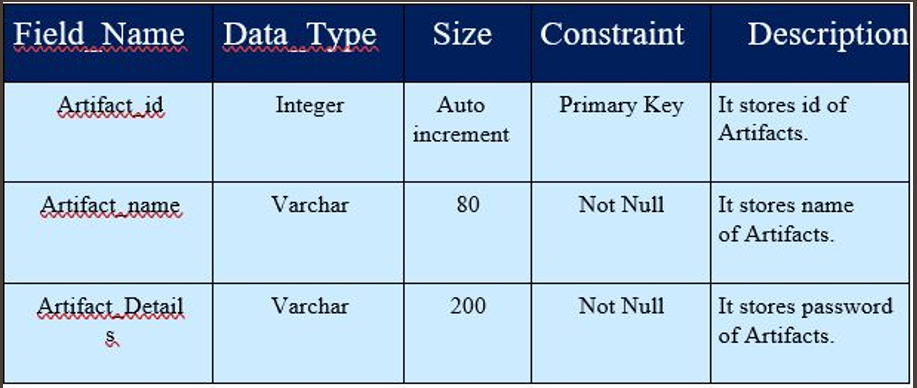 Field_Name Data_Type Size Constraint Description
Artifact_id Integer Auto Primary Key It stores id of
increment Artifacts.
Artifact_name Varchar 80 Not Null It stores name
of Artifacts.
Artifact_Detail Varchar 200 Not Null It stores password
s of Artifacts.